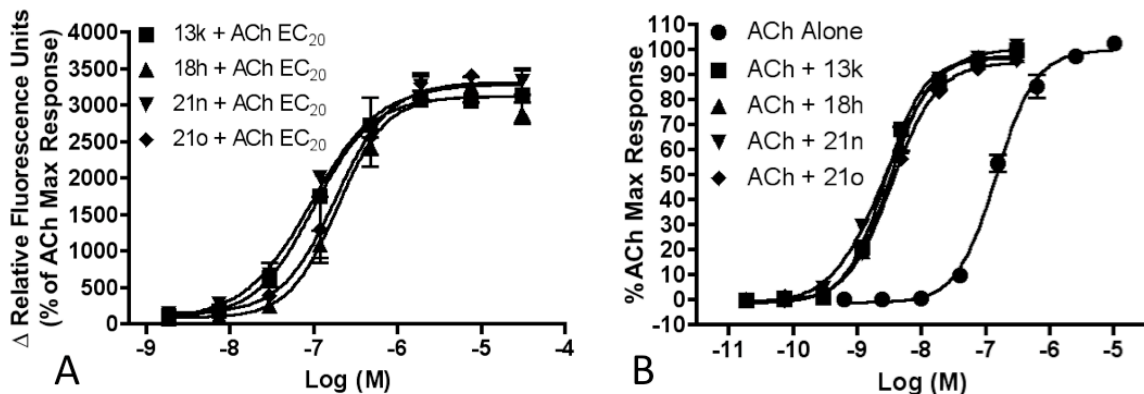 Δ Relative Fluorescence Units
(% of ACh Max Response)
4000
3500
3000
2500
2000
1500
1000
500
0
13k + ACh EC20
18h + ACh EC20
21n + ACh EC20
21o + ACh EC20
-9
-8
-7
-6
-5
-4
Log (M)
A
%ACh Max Response
110
100
90
80
70
60
50
40
30
20
10
0
-10
ACh Alone
ACh + 13k
ACh + 18h
ACh + 21n
ACh + 21o
-11
-10
-9
-8
-7
-6
-5
Log (M)
B